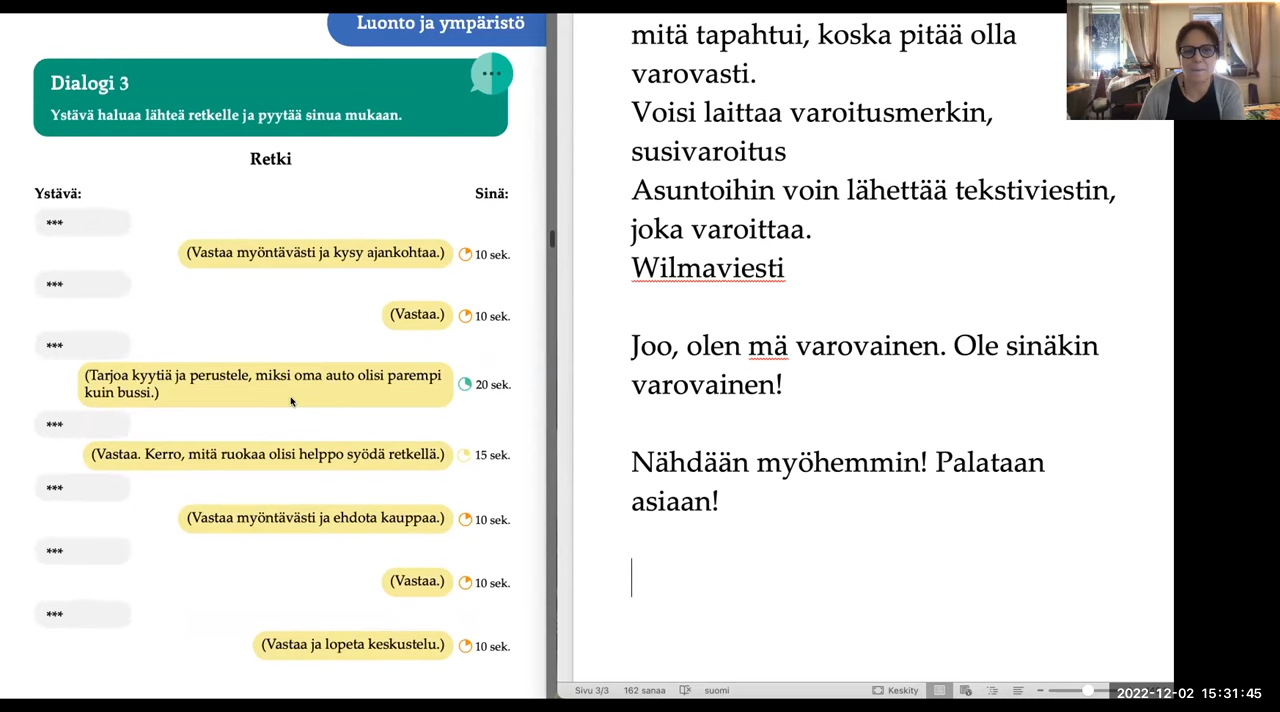 Luonto ja ympäristö
Dialogi 3
Ystävä haluaa lähteä retkelle ja pyytää sinua mukaan.
Retki
Ystävä:
Sinä:
***
(Vastaa myöntävästi ja kysy ajankohtaa.)
10 sek.
***
(Vastaa.)
10 sek.
***
(Tarjoa kyytiä ja perustele, miksi oma auto olisi parempi
kuin bussi.)
20 sek.
***
(Vastaa. Kerro, mitä ruokaa olisi helppo syödä retkellä.)
15 sek.
***
(Vastaa myöntävästi ja ehdota kauppaa.)
10 sek.
***
(Vastaa.)
10 sek.
***
(Vastaa ja lopeta keskustelu.)
10 sek.
mitä tapahtui, koska pitää olla
varovasti.
Voisi laittaa varoitusmerkin,
susivaroitus
Asuntoihin voin lähettää tekstiviestin,
joka varoittaa.
Wilmaviesti
Joo, olen mä varovainen. Ole sinäkin
varovainen!
Nähdään myöhemmin! Palataan
asiaan!
Sivu 3/3
162 sanaa
suomi
Keskity
2022-12-02 15:31:45